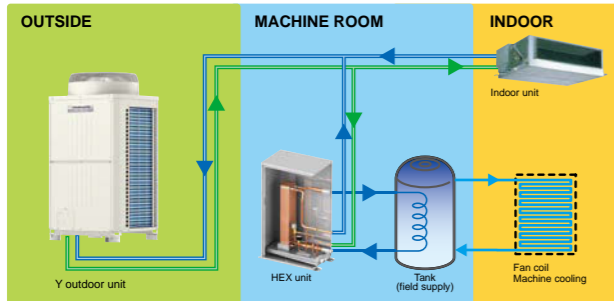 OUTSIDE
MACHINE ROOM
INDOOR
Indoor unit
Y outdoor unit
HEX unit
Tank
(field supply)
Fan coil
Machine cooling